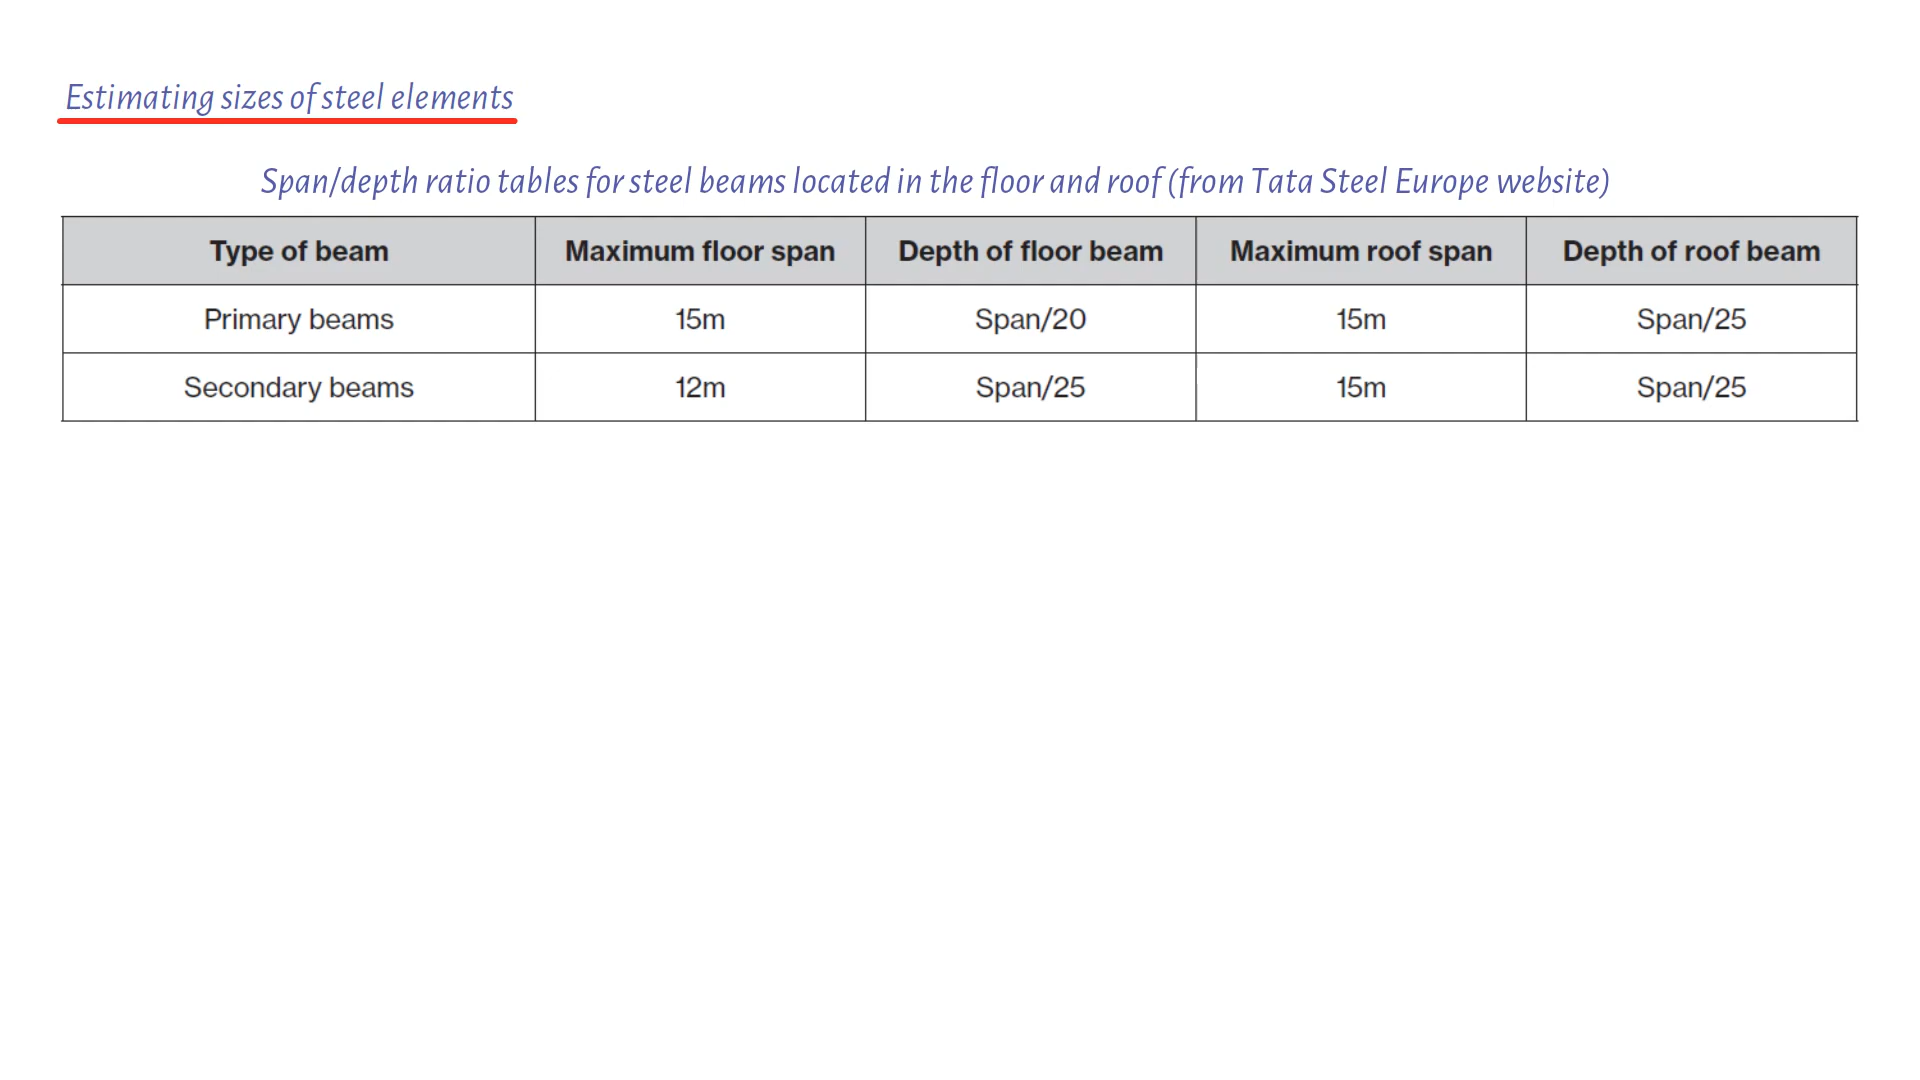 Estimating sizes of steel elements
Span/depth ratio tables for steel beams located in the floor and roof (from Tata Steel Europe website)
Type of beam Maximum floor span Depth of floor beam Maximum roof span Depth of roof beam
Primary beams 15m Span/20 15m Span/25
Secondary beams 12m Span/25 15m Span/25